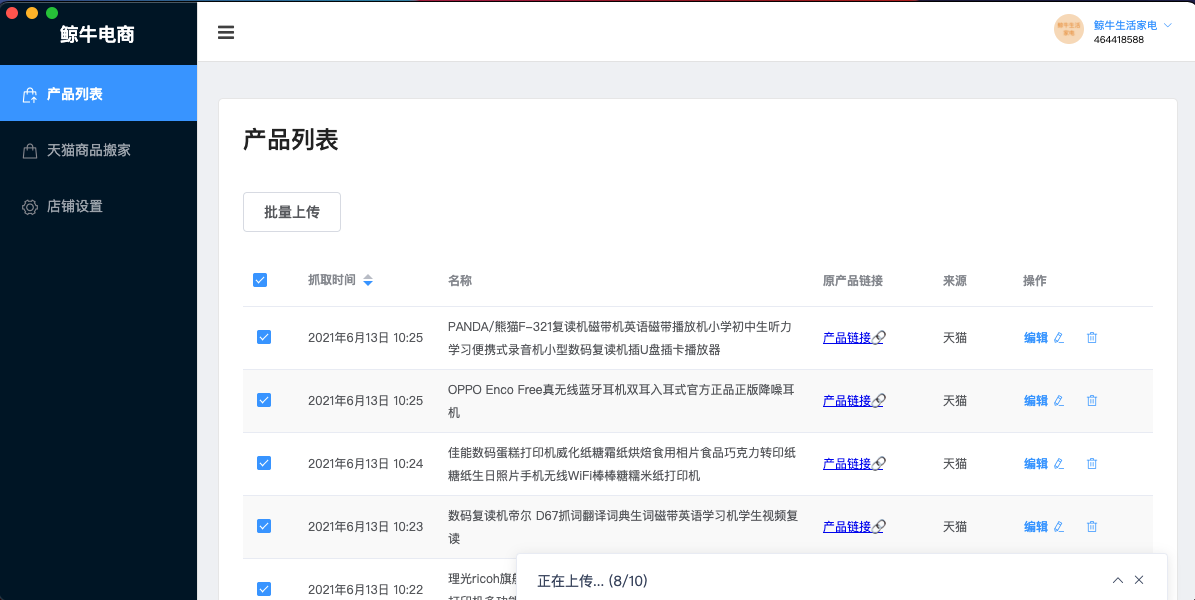 鲸牛电商
鲸牛生活家电
464418588
产品列表
天猫商品搬家
店铺设置
产品列表
批量上传
抓取时间 名称 原产品链接 来源 操作
2021年6月13日 10:25 PANDA/熊猫F-321复读机磁带机英语磁带播放机小学初中生听力 产品链接 天猫 编辑
学习便携式录音机小型数码复读机插U盘插卡播放器
2021年6月13日 10:25 OPPO Enco Free真无线蓝牙耳机双耳入耳式官方正品正版降噪耳 产品链接 天猫 编辑
机
2021年6月13日 10:24 佳能数码蛋糕打印机威化纸糖霜纸烘焙食用相片食品巧克力转印纸 产品链接 天猫 编辑
糖纸生日照片手机无线WiFi棒棒糖糯米纸打印机
2021年6月13日 10:23 数码复读机帝尔 D67抓词翻译词典生词磁带英语学习机学生视频复 产品链接 天猫 编辑
读
2021年6月13日 10:22 理光ricoh旗
正在上传... (8/10)